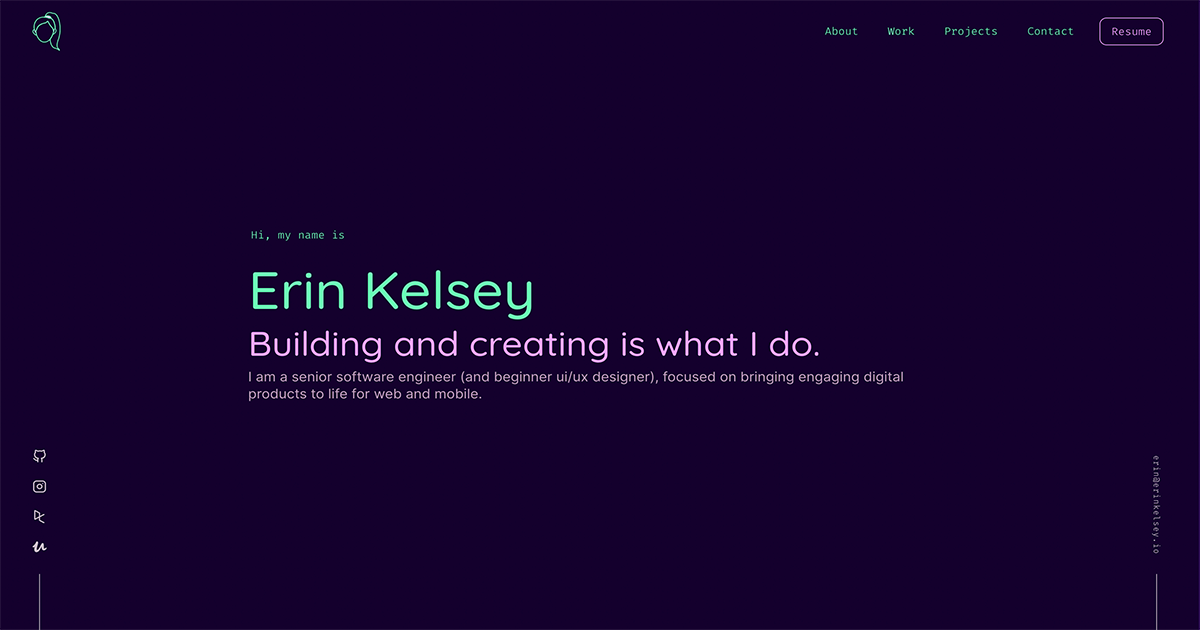 About
Work
Projects
Contact
Resume
Hi, my name is
Erin Kelsey
Building and creating is what I do.
I am a senior software engineer (and beginner ui/ux designer), focused on bringing engaging digital
products to life for web and mobile.
erin@erinkelsey.io